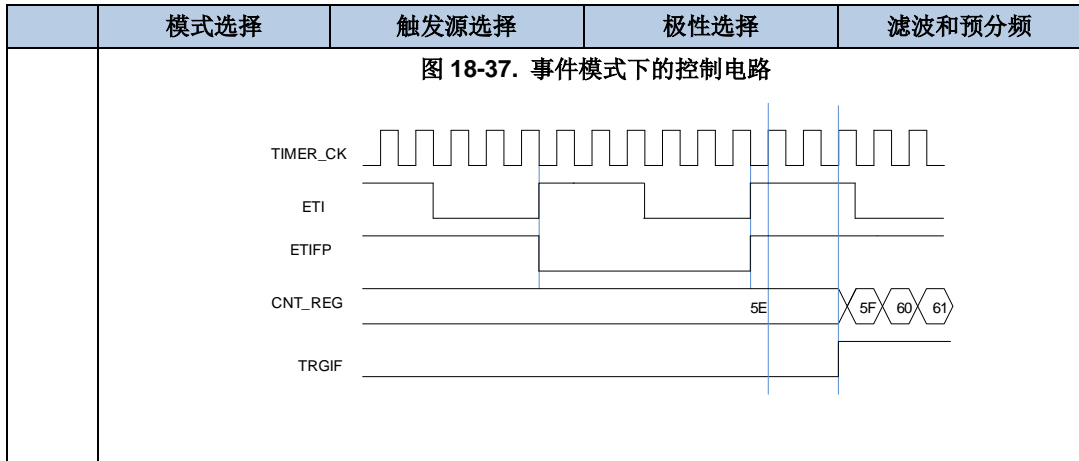 模式选择 触发源选择 极性选择 滤波和预分频
图 18-37. 事件模式下的控制电路
TIMER_CK
ETI
ETIFP
CNT_REG 5E 5F 60 61
TRGIF